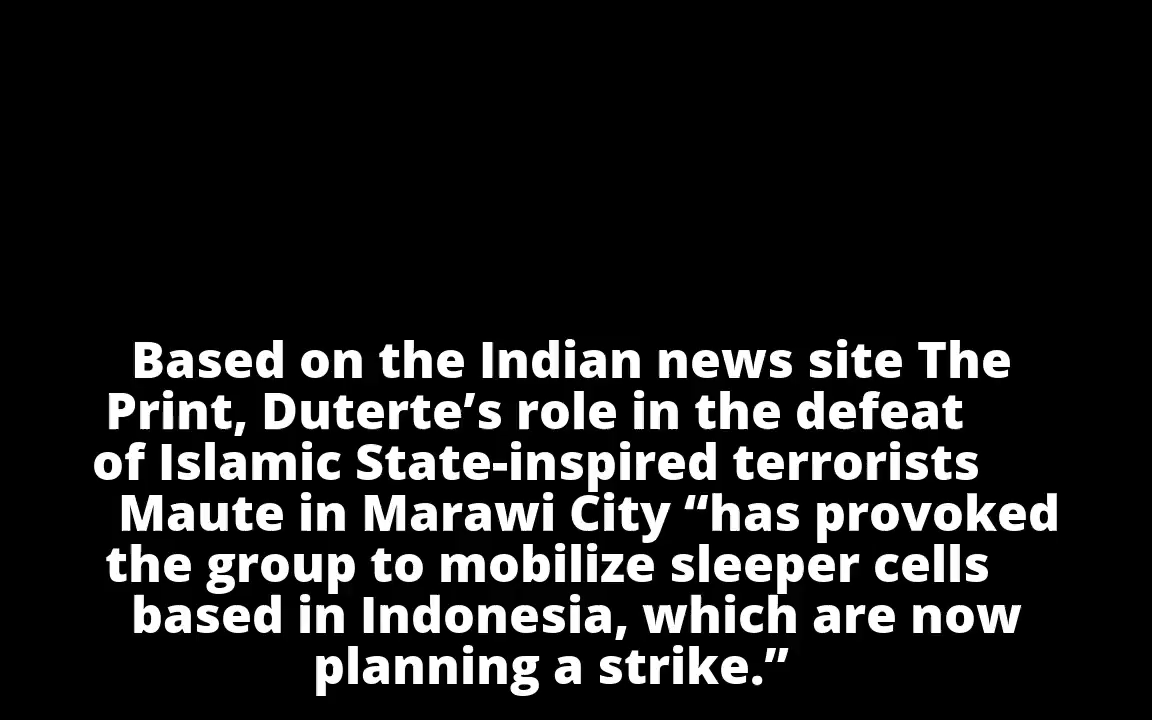 Based on the Indian news site The
Print, Duterte’s role in the defeat
of Islamic State-inspired terrorists
Maute in Marawi City “has provoked
the group to mobilize sleeper cells
based in Indonesia, which are now
planning a strike.”